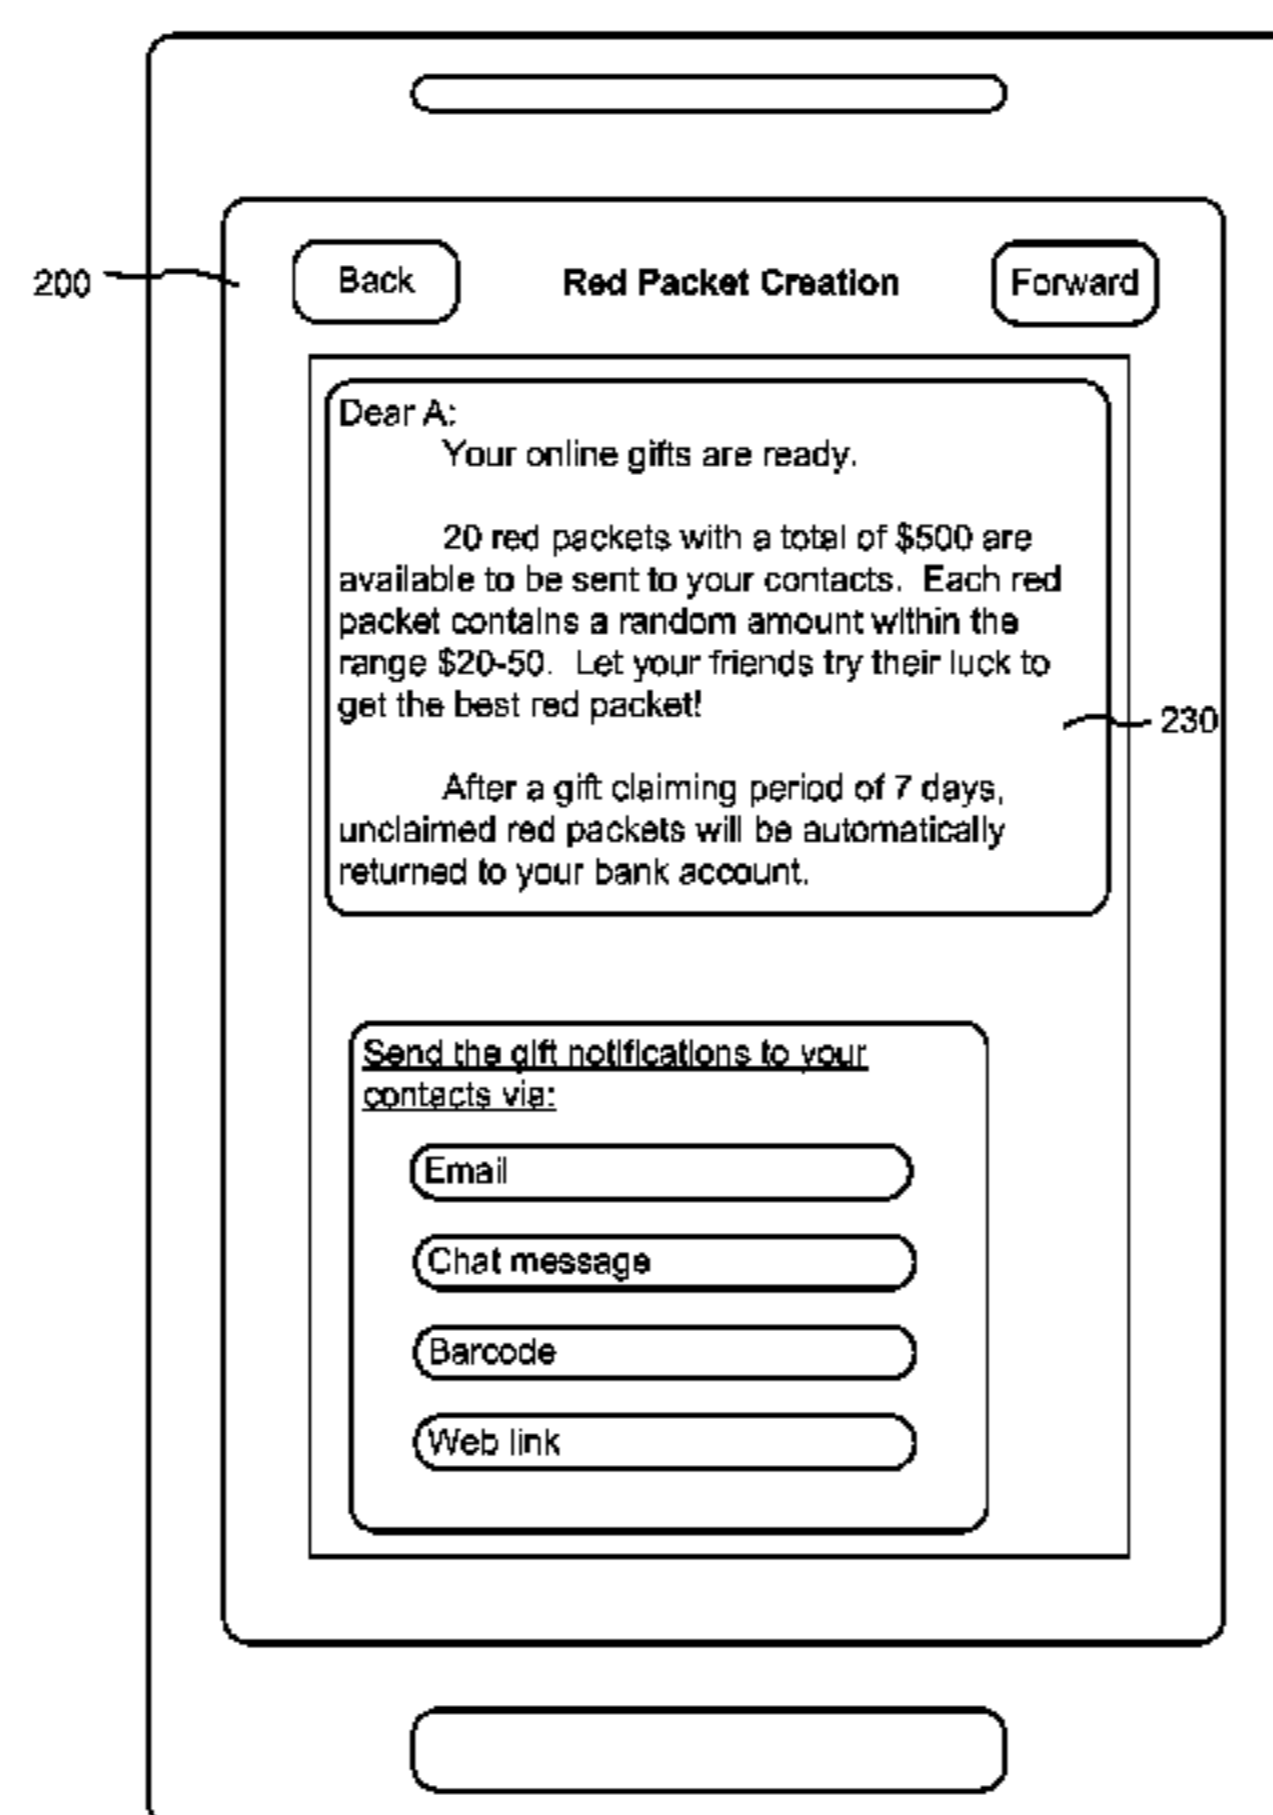 200
Back
Red Packet Creation
Forward
Dear A:
Your online gifts are ready.
20 red packets with a total of $500 are
available to be sent to your contacts. Each red
packet contains a random amount within the
range $20-50. Let your friends try their luck to
get the best red packet!
230
After a gift claiming period of 7 days,
unclaimed red packets will be automatically
returned to your bank account.
Send the gift notifications to your
contacts via:
Email
Chat message
Barcode
Web link